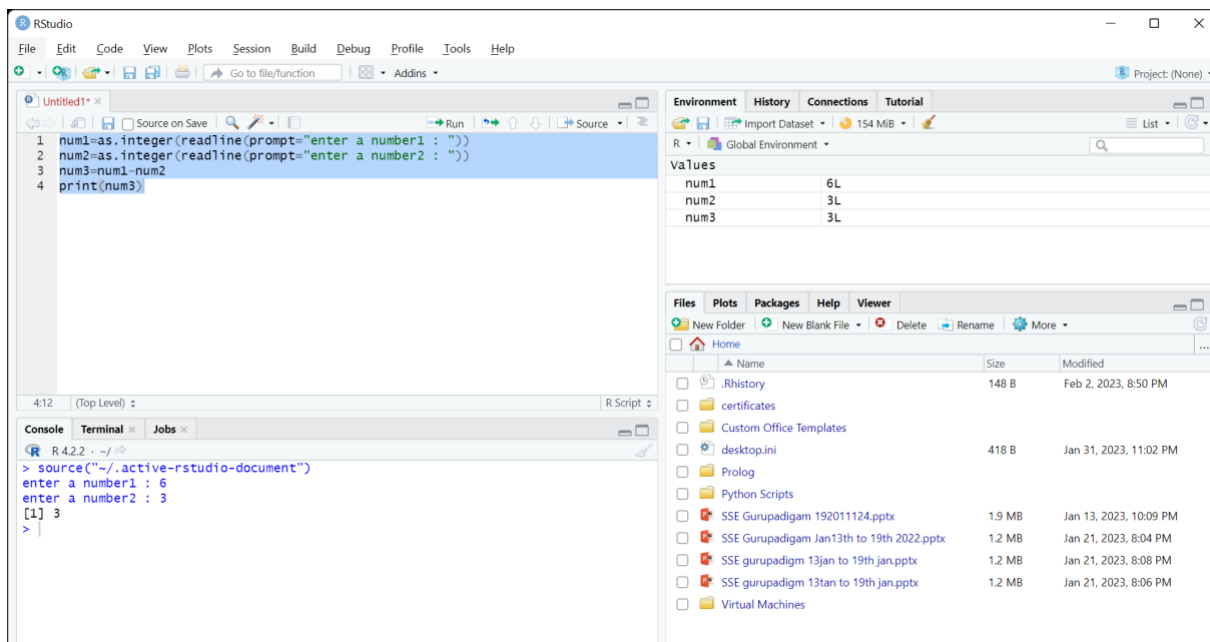 RStudio
File Edit Code View Plots Session Build Debug Profile Tools Help
Go to file/function Addins Project: (None)
Untitled1*
Source on Save Run Source
1 num1=as.integer(readline(prompt="enter a number1 : "))
2 num2=as.integer(readline(prompt="enter a number2 : "))
3 num3=num1-num2
4 print(num3)
4:12 (Top Level) R Script
Console Terminal Jobs
R 4.2.2 · ~/
> source("~/.active-rstudio-document")
enter a number1 : 6
enter a number2 : 3
[1] 3
>
Environment History Connections Tutorial
Import Dataset 154 MiB List
R Global Environment
Values
num1 6L
num2 3L
num3 3L
Files Plots Packages Help Viewer
New Folder New Blank File Delete Rename More
Home ...
Name Size Modified
.Rhistory 148 B Feb 2, 2023, 8:50 PM
certificates
Custom Office Templates
desktop.ini 418 B Jan 31, 2023, 11:02 PM
Prolog
Python Scripts
SSE Gurupadigam 192011124.pptx 1.9 MB Jan 13, 2023, 10:09 PM
SSE Gurupadigam Jan13th to 19th 2022.pptx 1.2 MB Jan 21, 2023, 8:04 PM
SSE gurupadigm 13jan to 19th jan.pptx 1.2 MB Jan 21, 2023, 8:08 PM
SSE gurupadigm 13tan to 19th jan.pptx 1.2 MB Jan 21, 2023, 8:06 PM
Virtual Machines